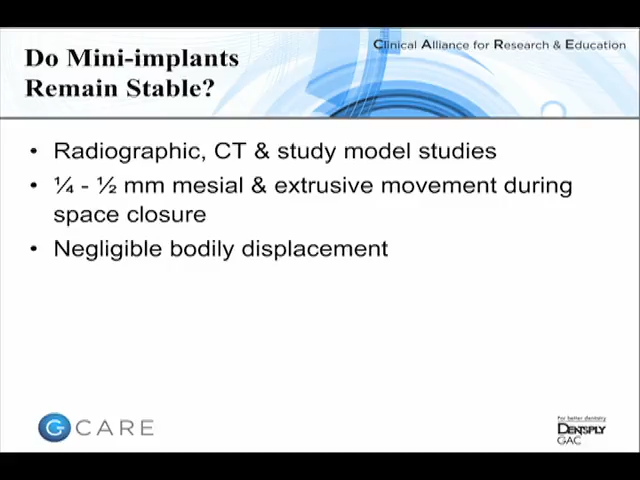 Clinical Alliance for Research & Education
Do Mini-implants
Remain Stable?
• Radiographic, CT & study model studies
• ¼ - ½ mm mesial & extrusive movement during
space closure
• Negligible bodily displacement
G CARE
For better dentistry
DENTSPLY
GAC